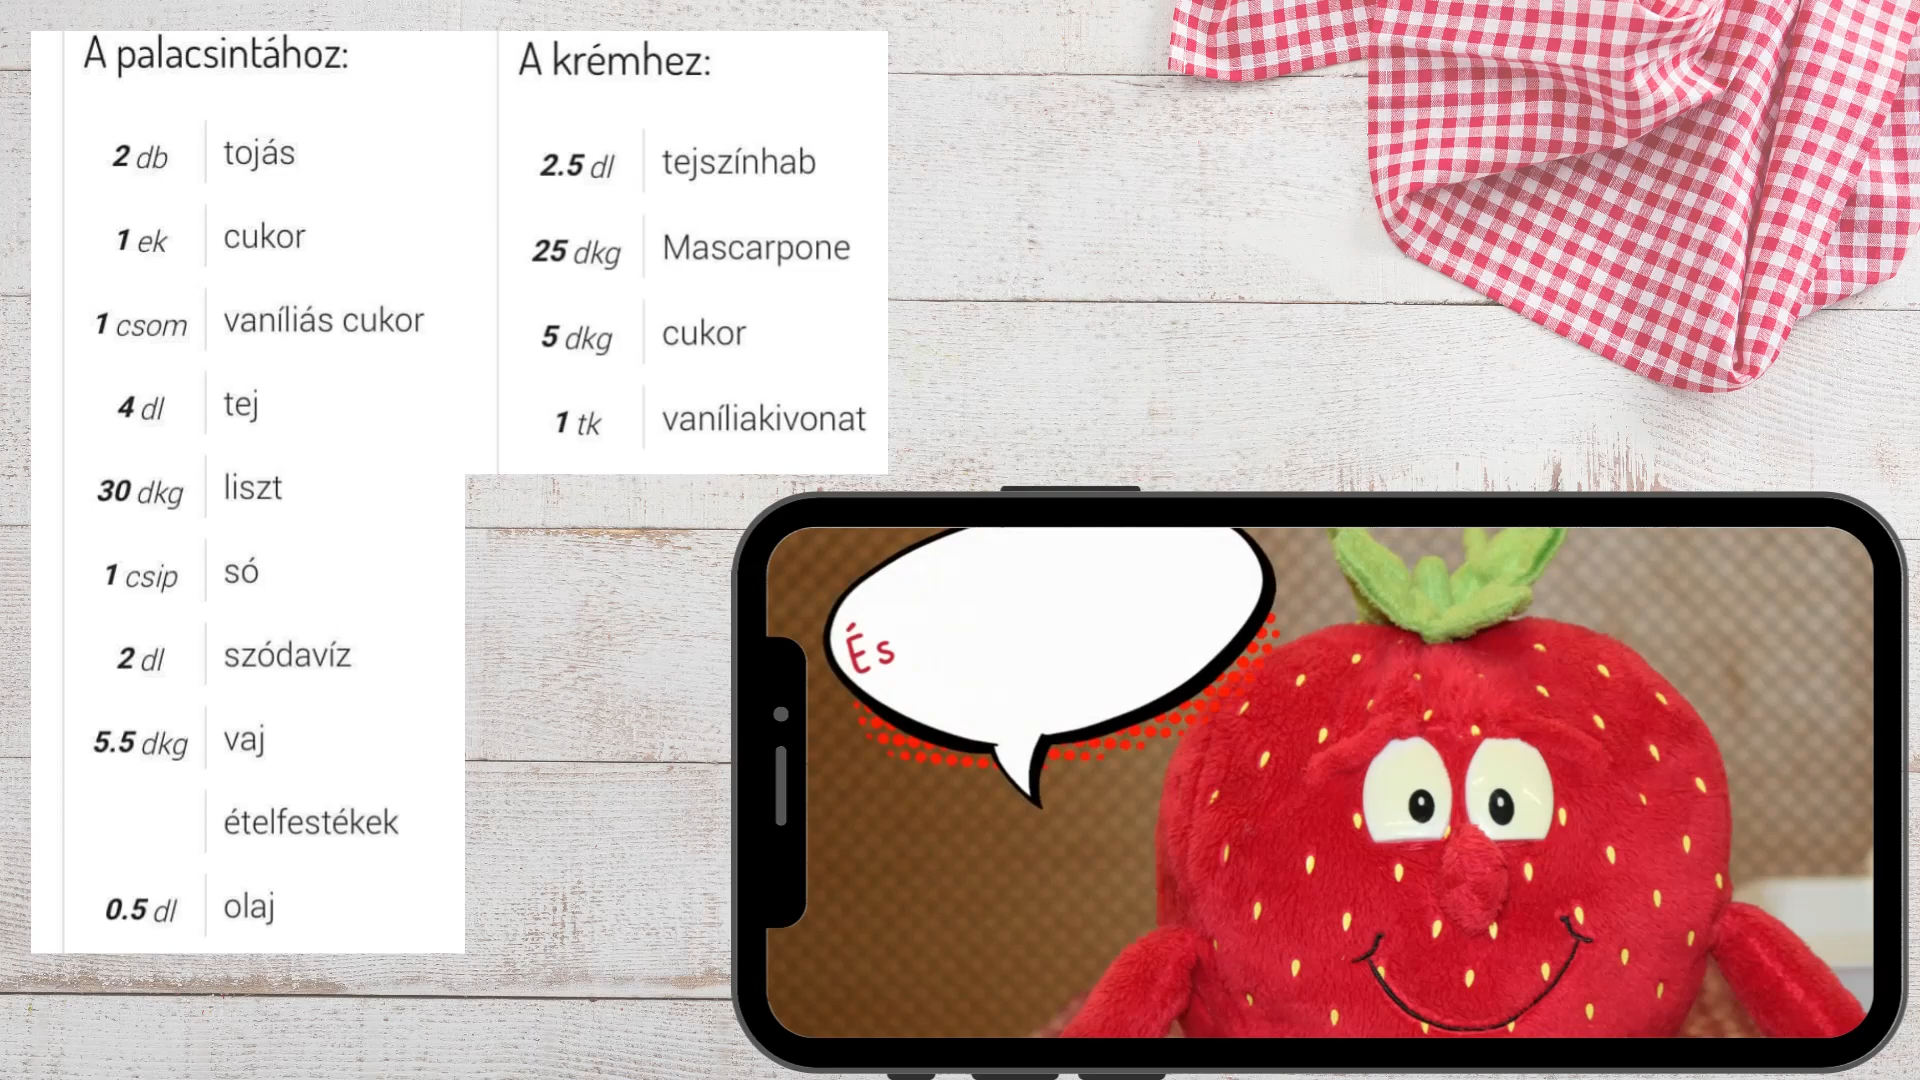 A palacsintához:
2 db tojás
1 ek cukor
1 csom vaníliás cukor
4 dl tej
30 dkg liszt
1 csip só
2 dl szódavíz
5.5 dkg vaj
ételfestékek
0.5 dl olaj
A krémhez:
2.5 dl tejszínhab
25 dkg Mascarpone
5 dkg cukor
1 tk vaníliakivonat
És